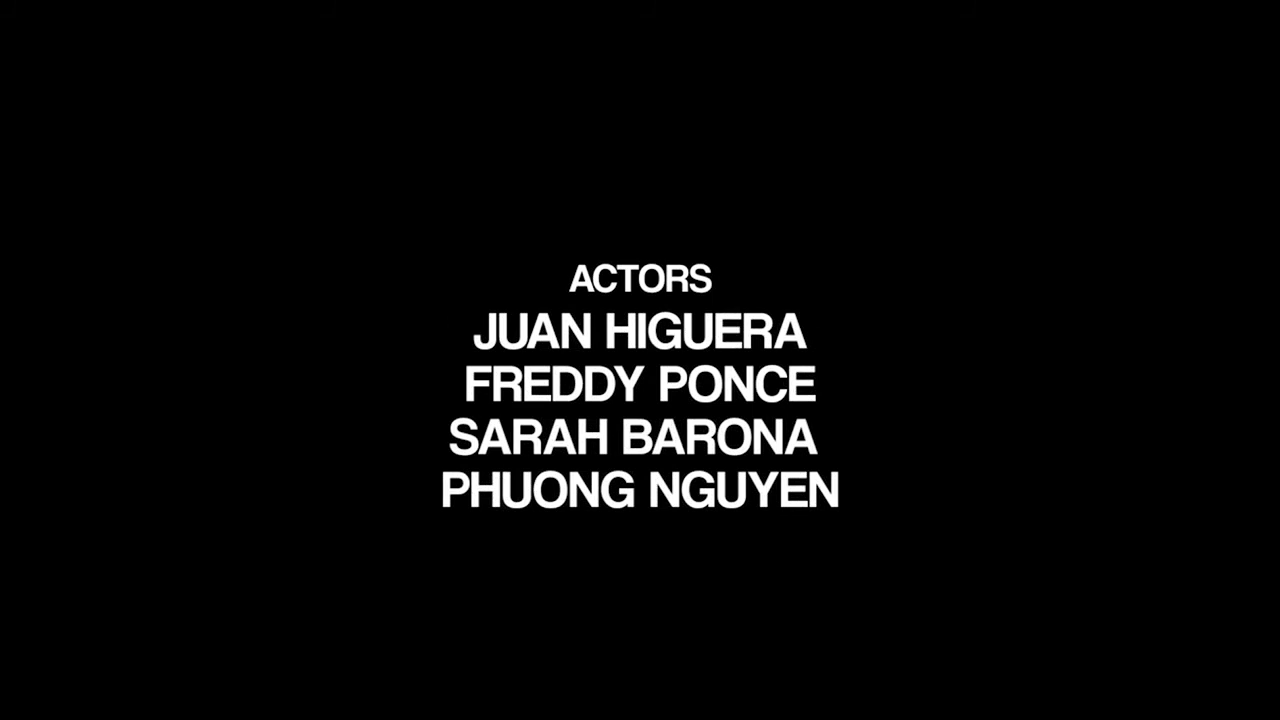 ACTORS
JUAN HIGUERA
FREDDY PONCE
SARAH BARONA
PHUONG NGUYEN